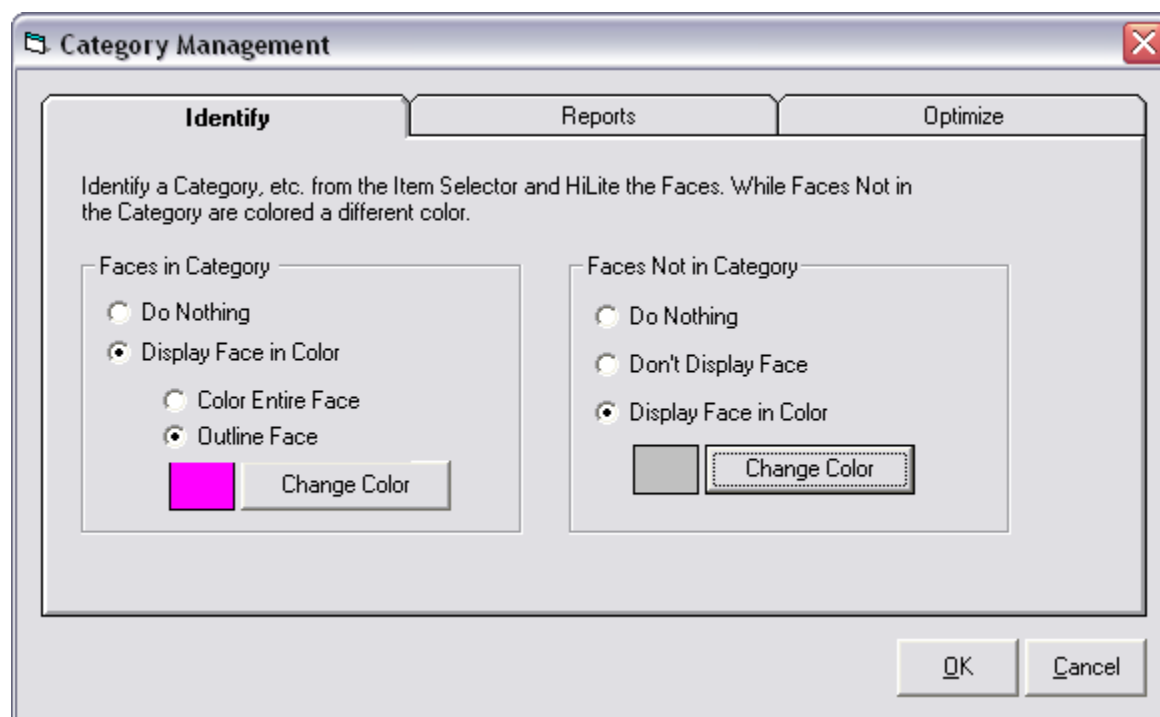 Category Management
Identify
Reports
Optimize
Identify a Category, etc. from the Item Selector and HiLite the Faces. While Faces Not in
the Category are colored a different color.
Faces in Category
Do Nothing
Display Face in Color
Color Entire Face
Outline Face
Change Color
Faces Not in Category
Do Nothing
Don't Display Face
Display Face in Color
Change Color
OK
Cancel